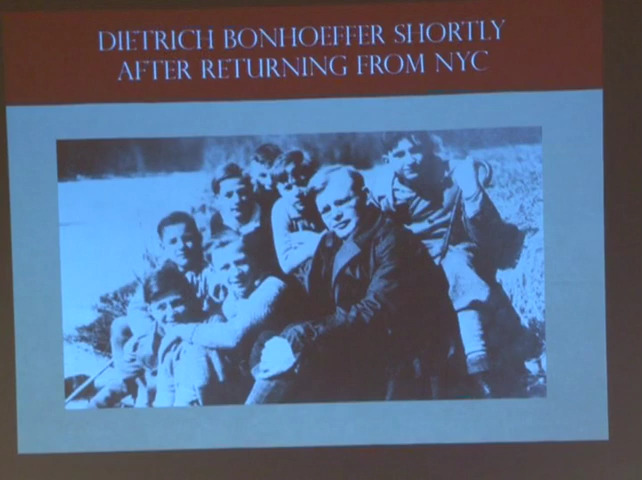 DIETRICH BONHOEFFER SHORTLY
AFTER RETURNING FROM NYC